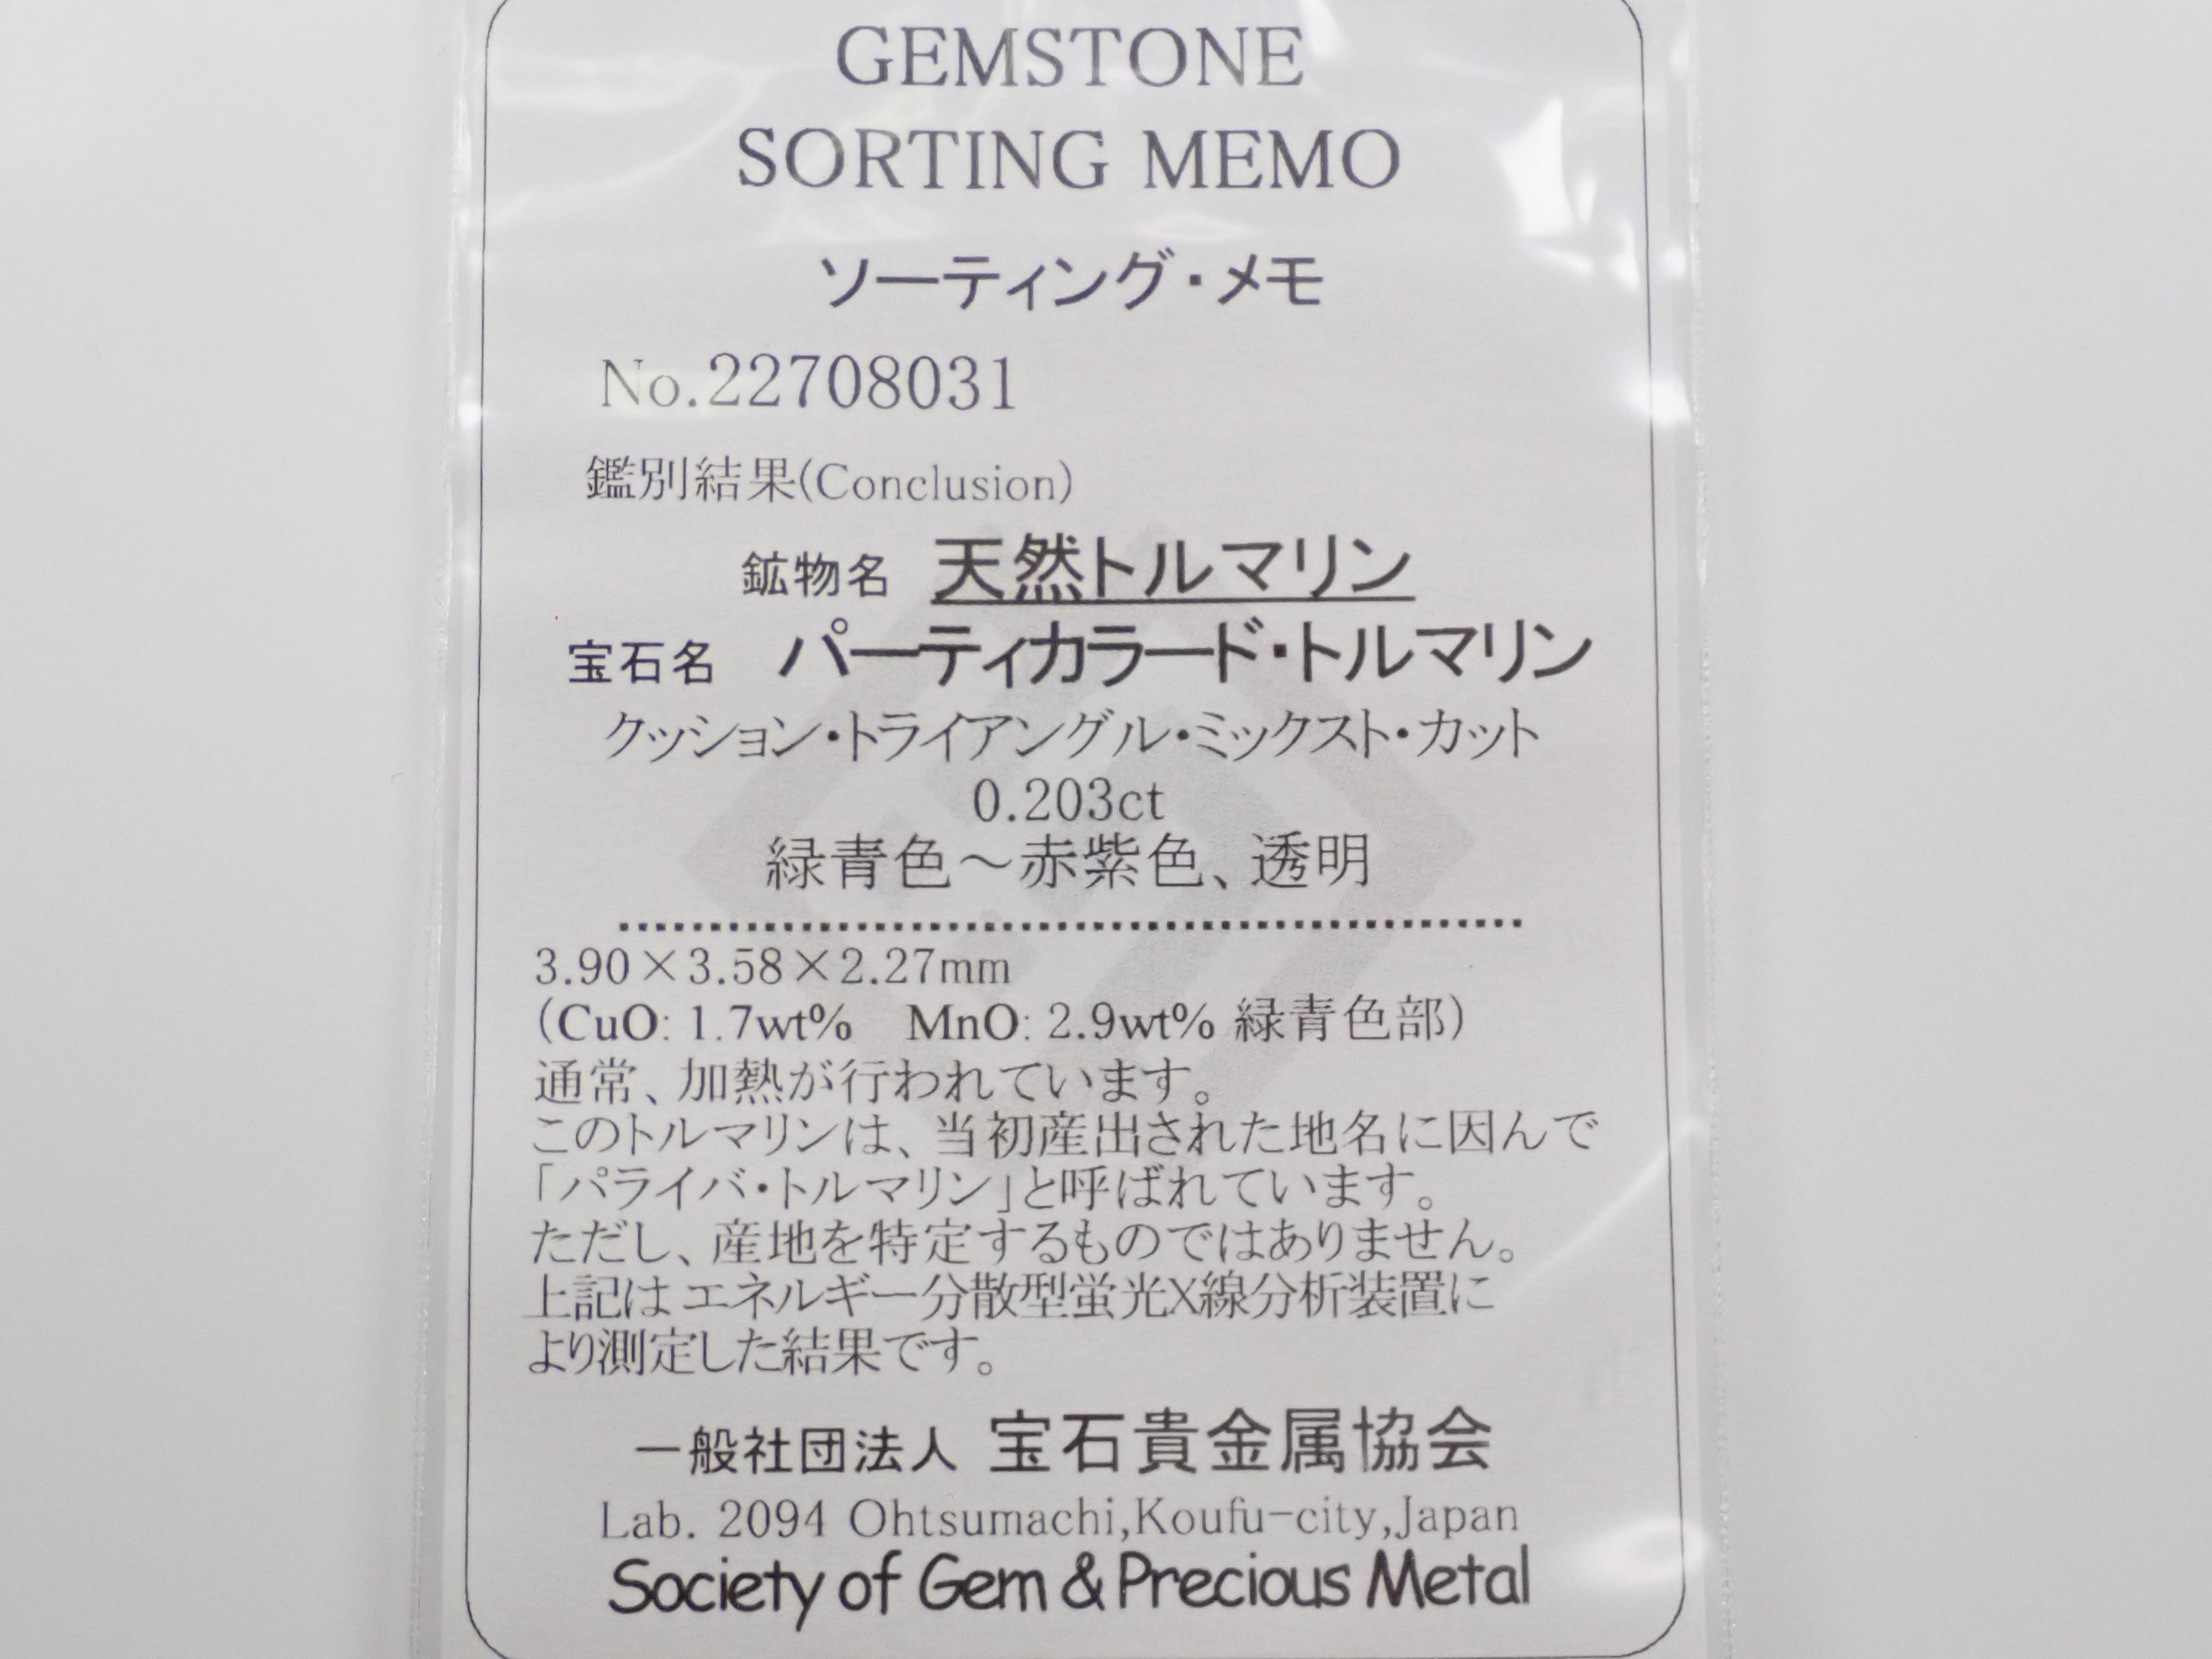 GEMSTONE
SORTING MEMO
ソーティング・メモ
No.22708031
鑑別結果(Conclusion)
鉱物名 天然トルマリン
宝石名 パーティカラード・トルマリン
クッション・トライアングル・ミックスト・カット
0.203ct
緑青色～赤紫色、透明
3.90×3.58×2.27mm
(CuO: 1.7wt% MnO: 2.9wt% 緑青色部)
通常、加熱が行われています。
このトルマリンは、当初産出された地名に因んで
「パライバ・トルマリン」と呼ばれています。
ただし、産地を特定するものではありません。
上記はエネルギー分散型蛍光X線分析装置に
より測定した結果です。
一般社団法人 宝石貴金属協会
Lab. 2094 Ohtsumachi,Koufu-city,Japan
Society of Gem & Precious Metal